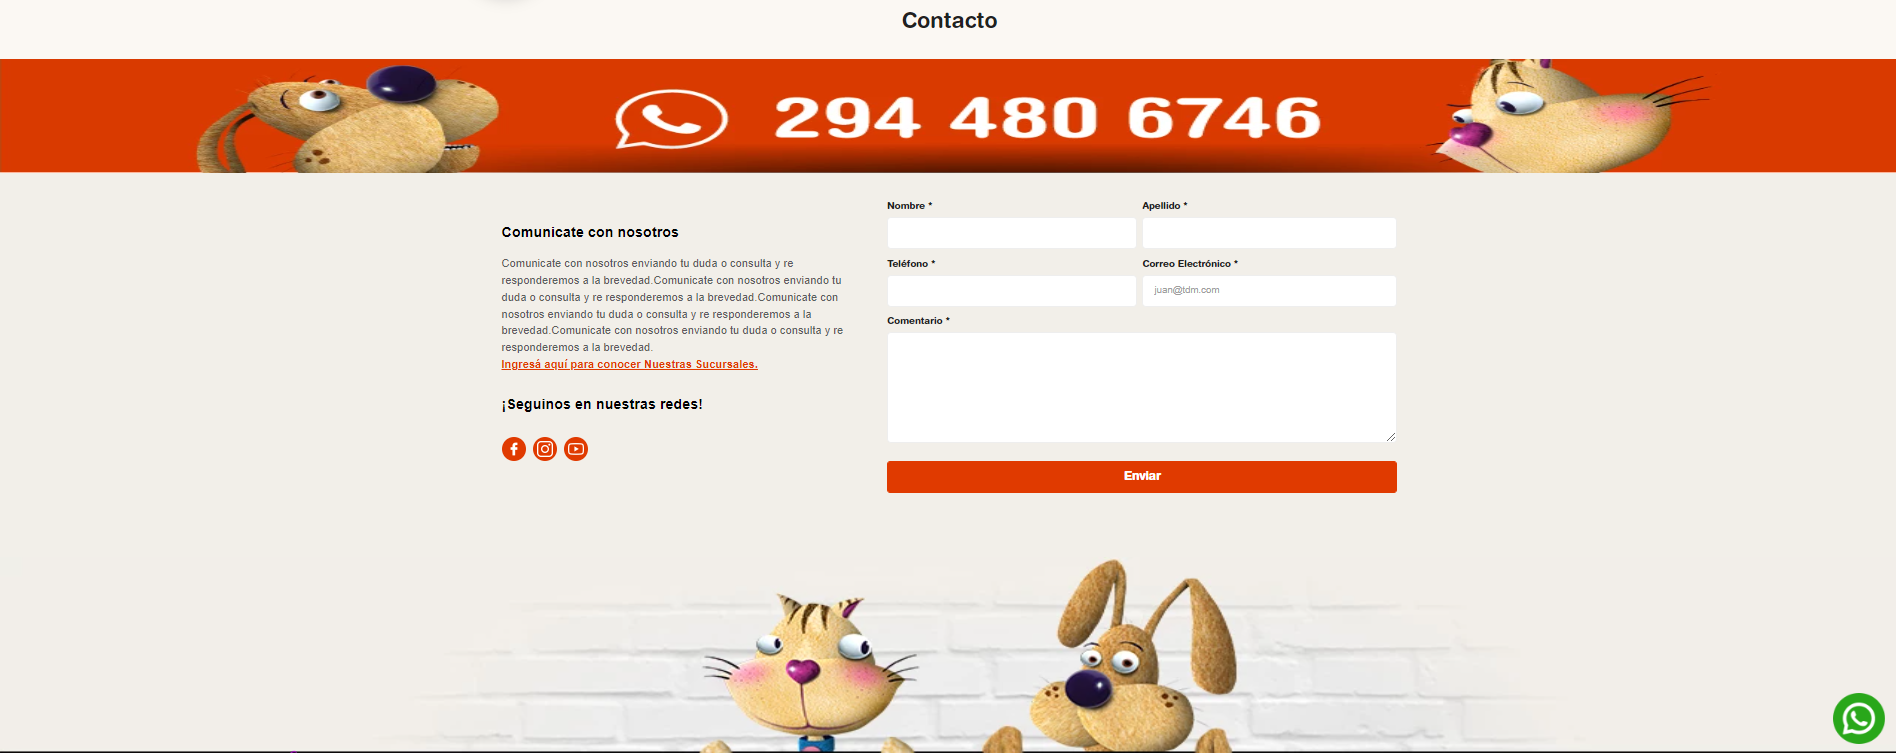 Contacto
294 480 6746
Comunicate con nosotros
Comunicate con nosotros enviando tu duda o consulta y re
responderemos a la brevedad.Comunicate con nosotros enviando tu
duda o consulta y re responderemos a la brevedad.Comunicate con
nosotros enviando tu duda o consulta y re responderemos a la
brevedad.Comunicate con nosotros enviando tu duda o consulta y re
responderemos a la brevedad.
Ingresá aquí para conocer Nuestras Sucursales.
¡Seguinos en nuestras redes!
Nombre *
Apellido *
Teléfono *
Correo Electrónico *
juan@tdm.com
Comentario *
Enviar